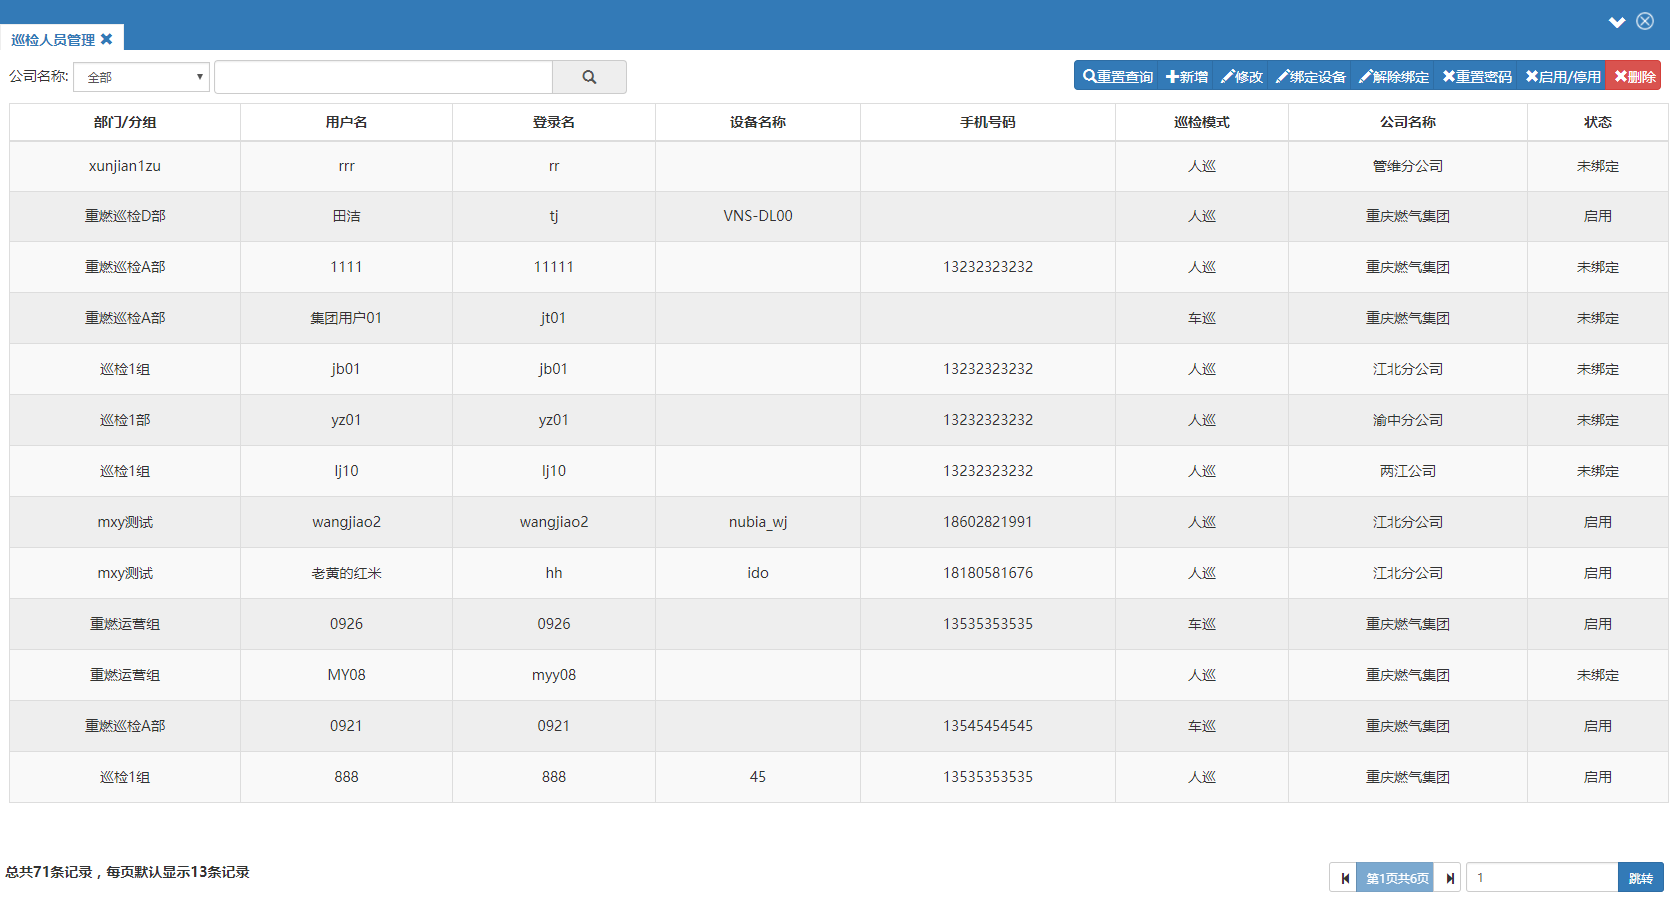 巡检人员管理
公司名称: 全部 重置查询 新增 修改 绑定设备 解除绑定 重置密码 启用/停用 删除
部门/分组 用户名 登录名 设备名称 手机号码 巡检模式 公司名称 状态
xunjian1zu rrr rr 人巡 管维分公司 未绑定
重燃巡检D部 田洁 tj VNS-DL00 人巡 重庆燃气集团 启用
重燃巡检A部 1111 11111 13232323232 人巡 重庆燃气集团 未绑定
重燃巡检A部 集团用户01 jt01 车巡 重庆燃气集团 未绑定
巡检1组 jb01 jb01 13232323232 人巡 江北分公司 未绑定
巡检1部 yz01 yz01 13232323232 人巡 渝中分公司 未绑定
巡检1组 lj10 lj10 13232323232 人巡 两江公司 未绑定
mxy测试 wangjiao2 wangjiao2 nubia_wj 18602821991 人巡 江北分公司 启用
mxy测试 老黄的红米 hh ido 18180581676 人巡 江北分公司 启用
重燃运营组 0926 0926 13535353535 车巡 重庆燃气集团 启用
重燃运营组 MY08 myy08 人巡 重庆燃气集团 未绑定
重燃巡检A部 0921 0921 13545454545 车巡 重庆燃气集团 启用
巡检1组 888 888 45 13535353535 人巡 重庆燃气集团 启用
总共71条记录，每页默认显示13条记录 第1页共6页 1 跳转